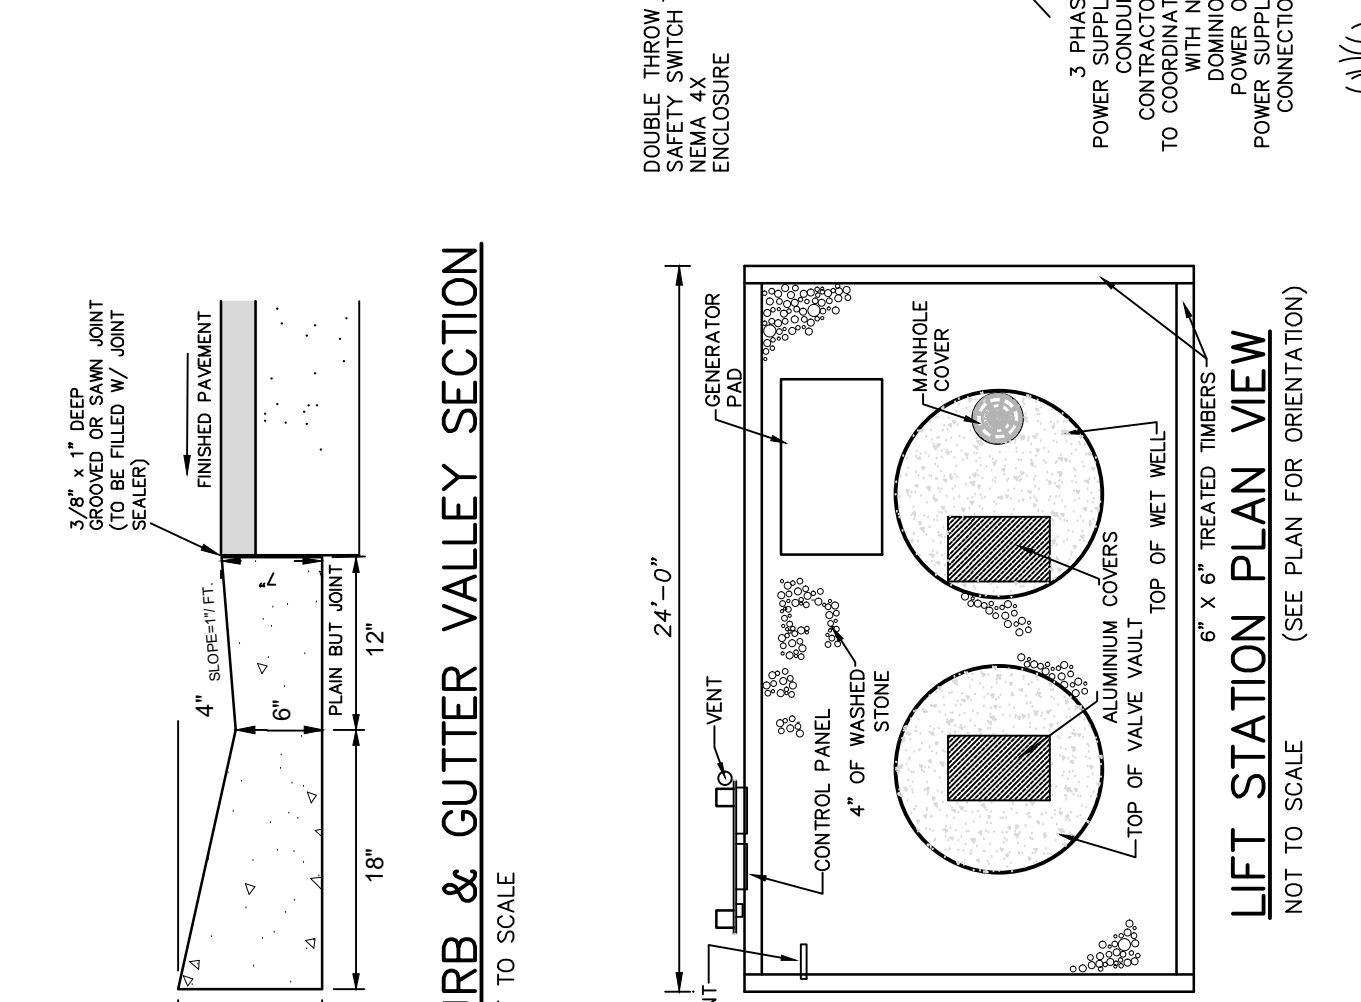 3/8" x 1" DEEP
GROOVED OR SAWN JOINT
(TO BE FILLED W/ JOINT
SEALER)
FINISHED PAVEMENT
SLOPE=1"/ FT.
4"
7"
6"
PLAIN BUT JOINT
12"
18"
& GUTTER VALLEY SECTION
TO SCALE
DOUBLE THROW
SAFETY SWITCH
NEMA 4X
ENCLOSURE
3 PHAS
POWER SUPPL
CONDU
CONTRACTO
TO COORDINAT
WITH N
DOMINIO
POWER O
POWER SUPPL
CONNECTIO
24'-0"
GENERATOR
PAD
MANHOLE
COVER
VENT
CONTROL PANEL
4" OF WASHED
STONE
ALUMINIUM COVERS
TOP OF VALVE VAULT
TOP OF WET WELL
6" X 6" TREATED TIMBERS
LIFT STATION PLAN VIEW
NOT TO SCALE
(SEE PLAN FOR ORIENTATION)